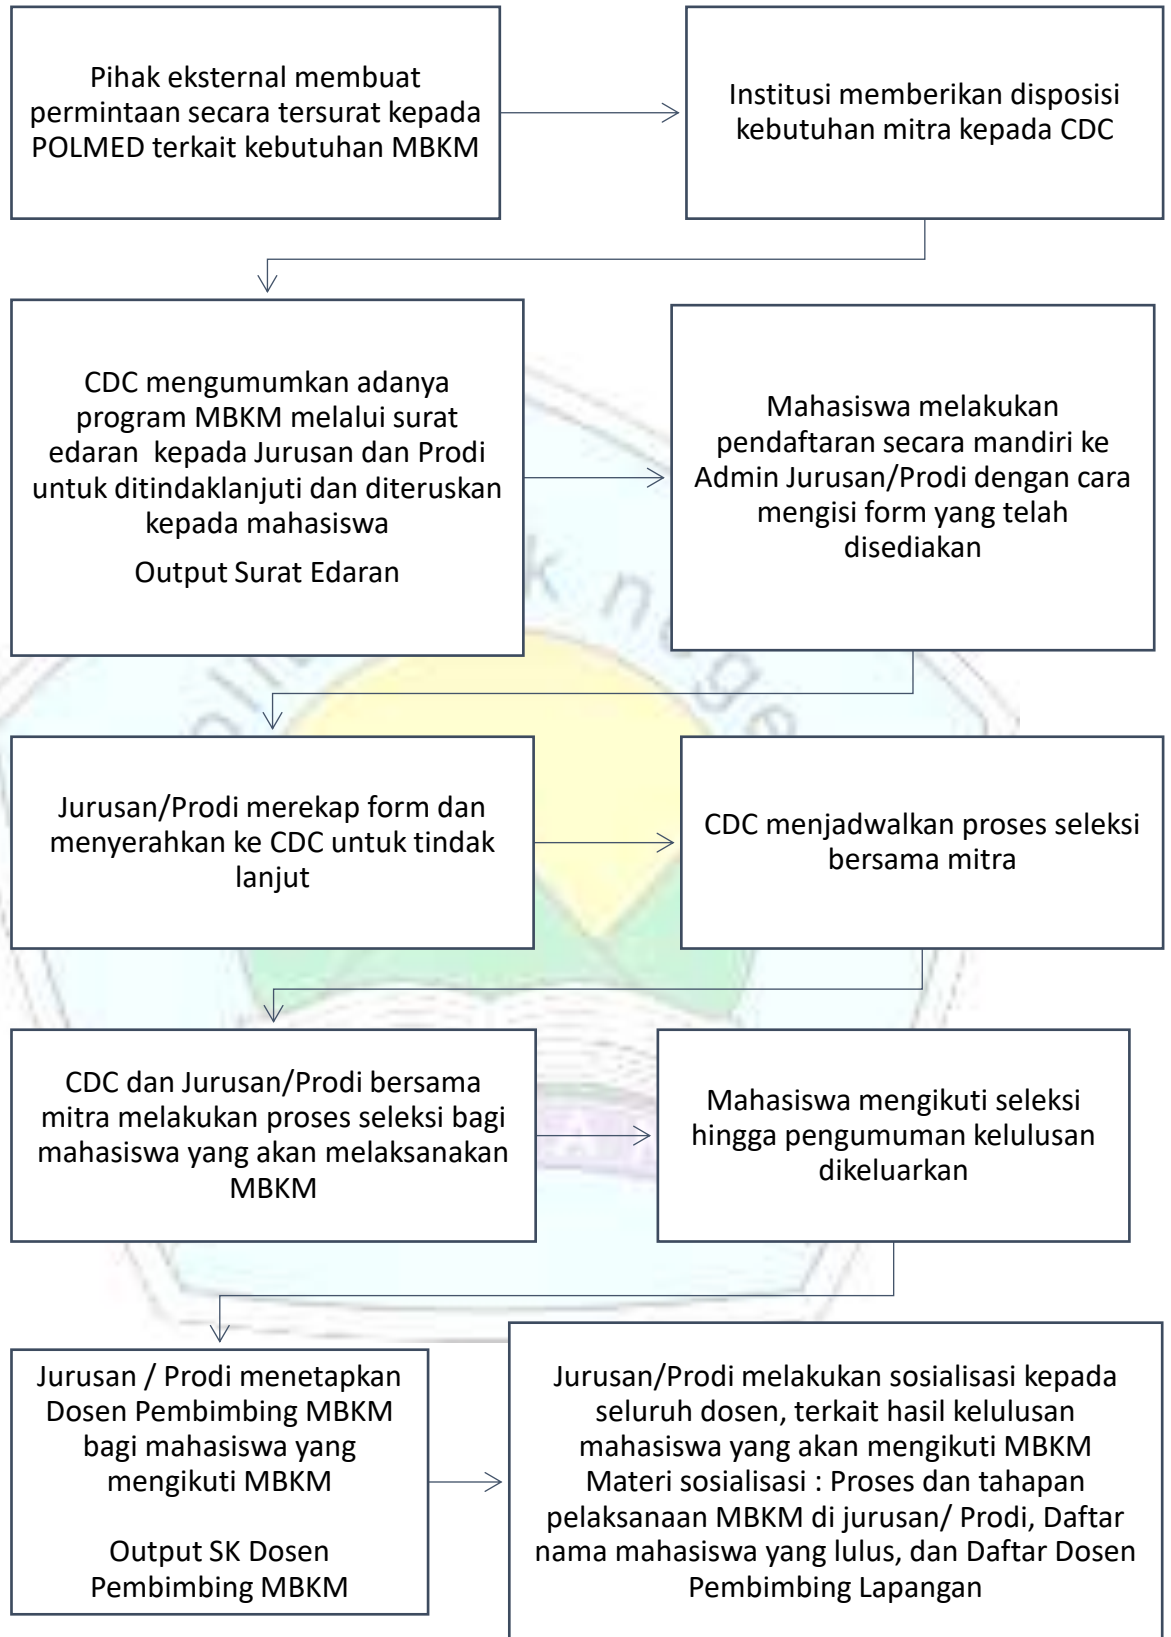 Pihak eksternal membuat
permintaan secara tersurat kepada
POLMED terkait kebutuhan MBKM
Institusi memberikan disposisi
kebutuhan mitra kepada CDC
CDC mengumumkan adanya
program MBKM melalui surat
edaran  kepada Jurusan dan Prodi
untuk ditindaklanjuti dan diteruskan
kepada mahasiswa
Output Surat Edaran
Mahasiswa melakukan
pendaftaran secara mandiri ke
Admin Jurusan/Prodi dengan cara
mengisi form yang telah
disediakan
Jurusan/Prodi merekap form dan
menyerahkan ke CDC untuk tindak
lanjut
CDC menjadwalkan proses seleksi
bersama mitra
CDC dan Jurusan/Prodi bersama
mitra melakukan proses seleksi bagi
mahasiswa yang akan melaksanakan
MBKM
Mahasiswa mengikuti seleksi
hingga pengumuman kelulusan
dikeluarkan
Jurusan / Prodi menetapkan
Dosen Pembimbing MBKM
bagi mahasiswa yang
mengikuti MBKM
Output SK Dosen
Pembimbing MBKM
Jurusan/Prodi melakukan sosialisasi kepada
seluruh dosen, terkait hasil kelulusan
mahasiswa yang akan mengikuti MBKM
Materi sosialisasi : Proses dan tahapan
pelaksanaan MBKM di jurusan/ Prodi, Daftar
nama mahasiswa yang lulus, dan Daftar Dosen
Pembimbing Lapangan